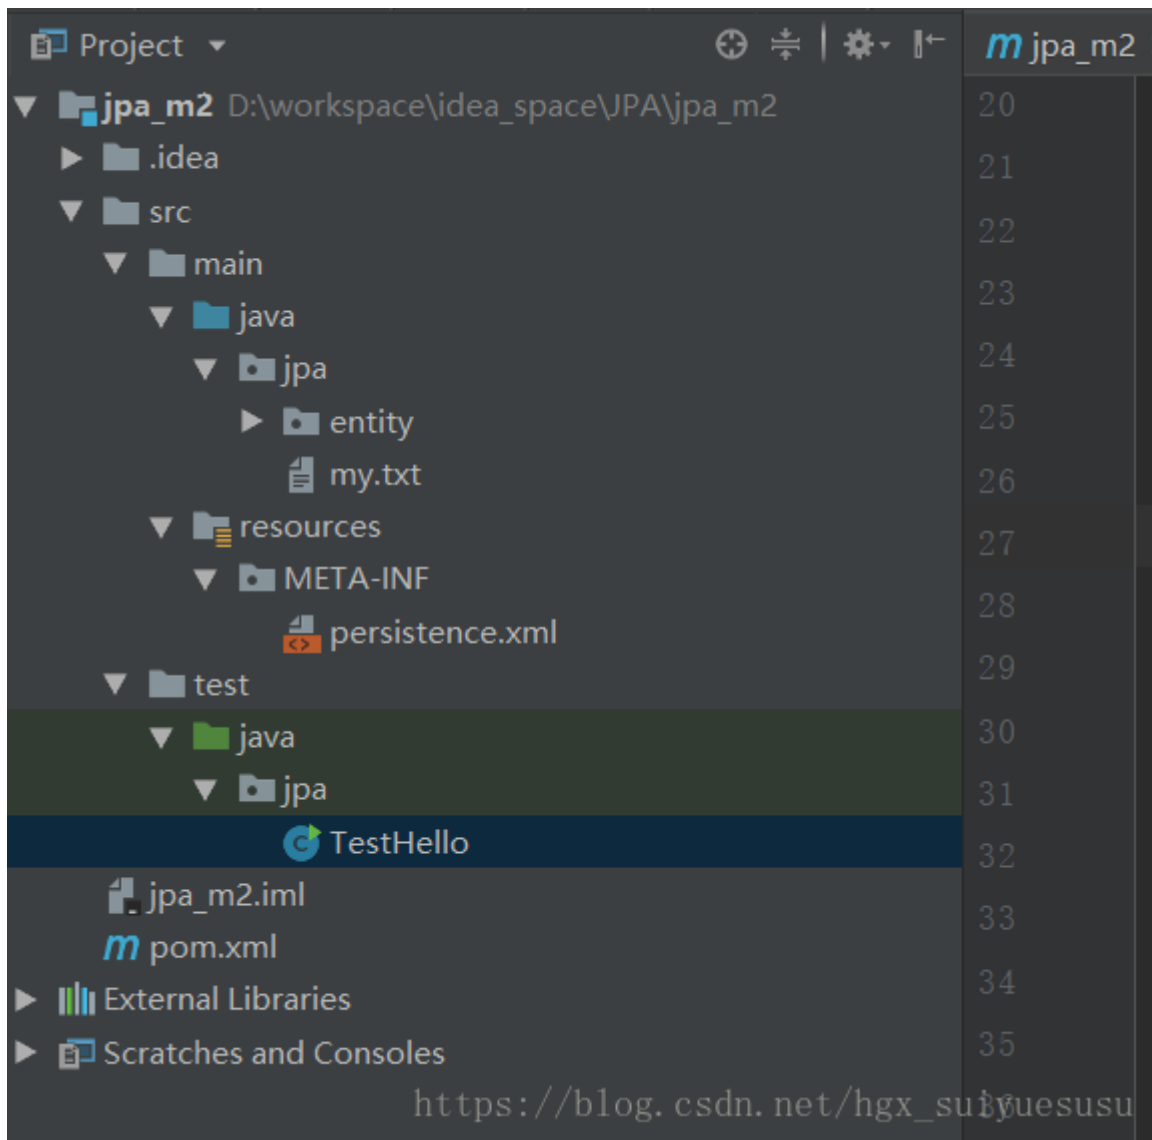 Project
jpa_m2
jpa_m2 D:\workspace\idea_space\JPA\jpa_m2
20
.idea
21
src
22
main
23
java
24
jpa
25
entity
26
my.txt
27
resources
28
META-INF
29
persistence.xml
30
test
31
java
32
jpa
33
TestHello
34
jpa_m2.iml
35
pom.xml
36
External Libraries
Scratches and Consoles
https://blog.csdn.net/hgx_suiyuesusu